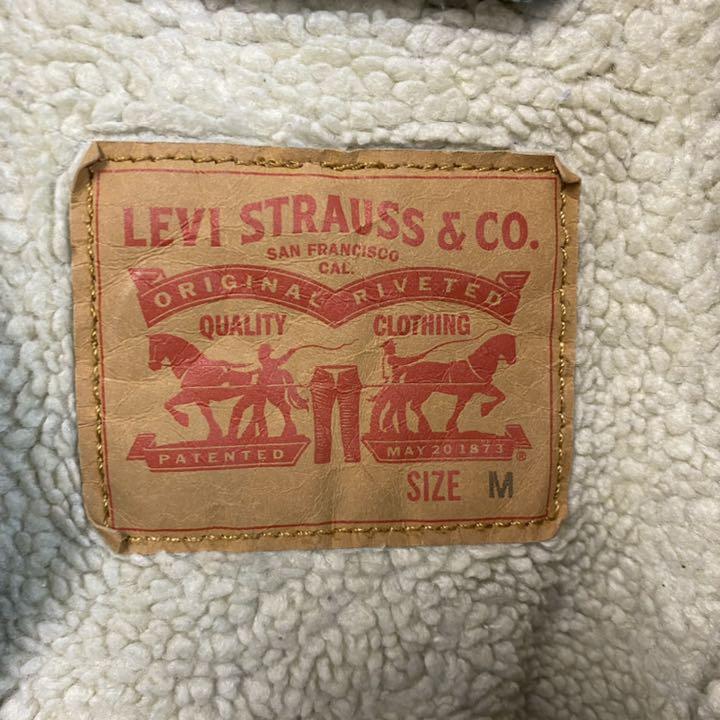 LEVI STRAUSS & CO.
SAN FRANCISCO
CAL.
ORIGINAL RIVETED
QUALITY CLOTHING
PATENTED MAY 20 1873 ®
SIZE M